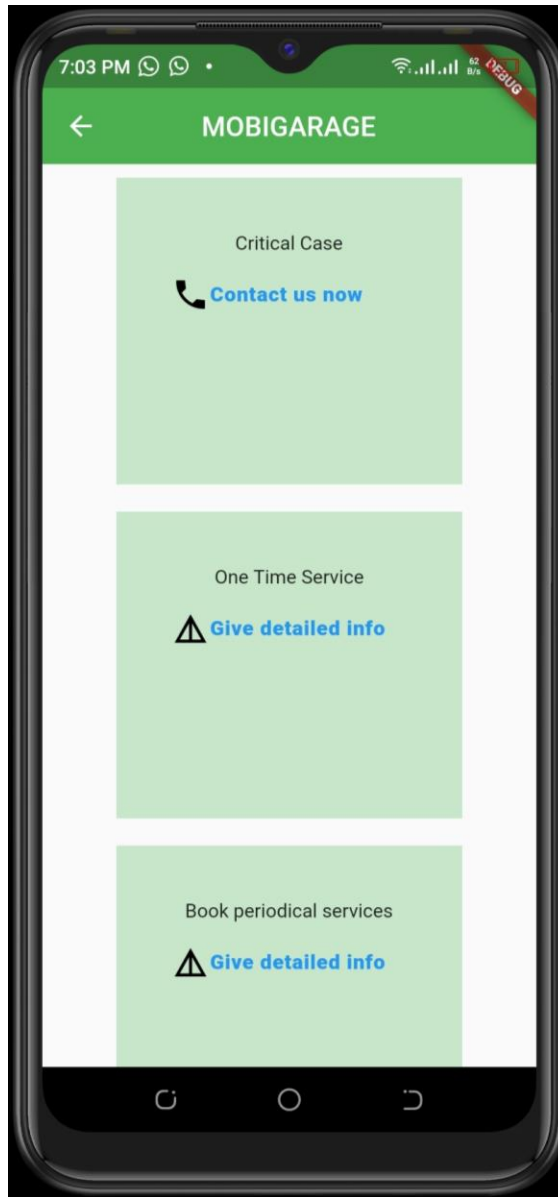 7:03 PM
62
B/s
DEBUG
MOBIGARAGE
Critical Case
Contact us now
One Time Service
Give detailed info
Book periodical services
Give detailed info